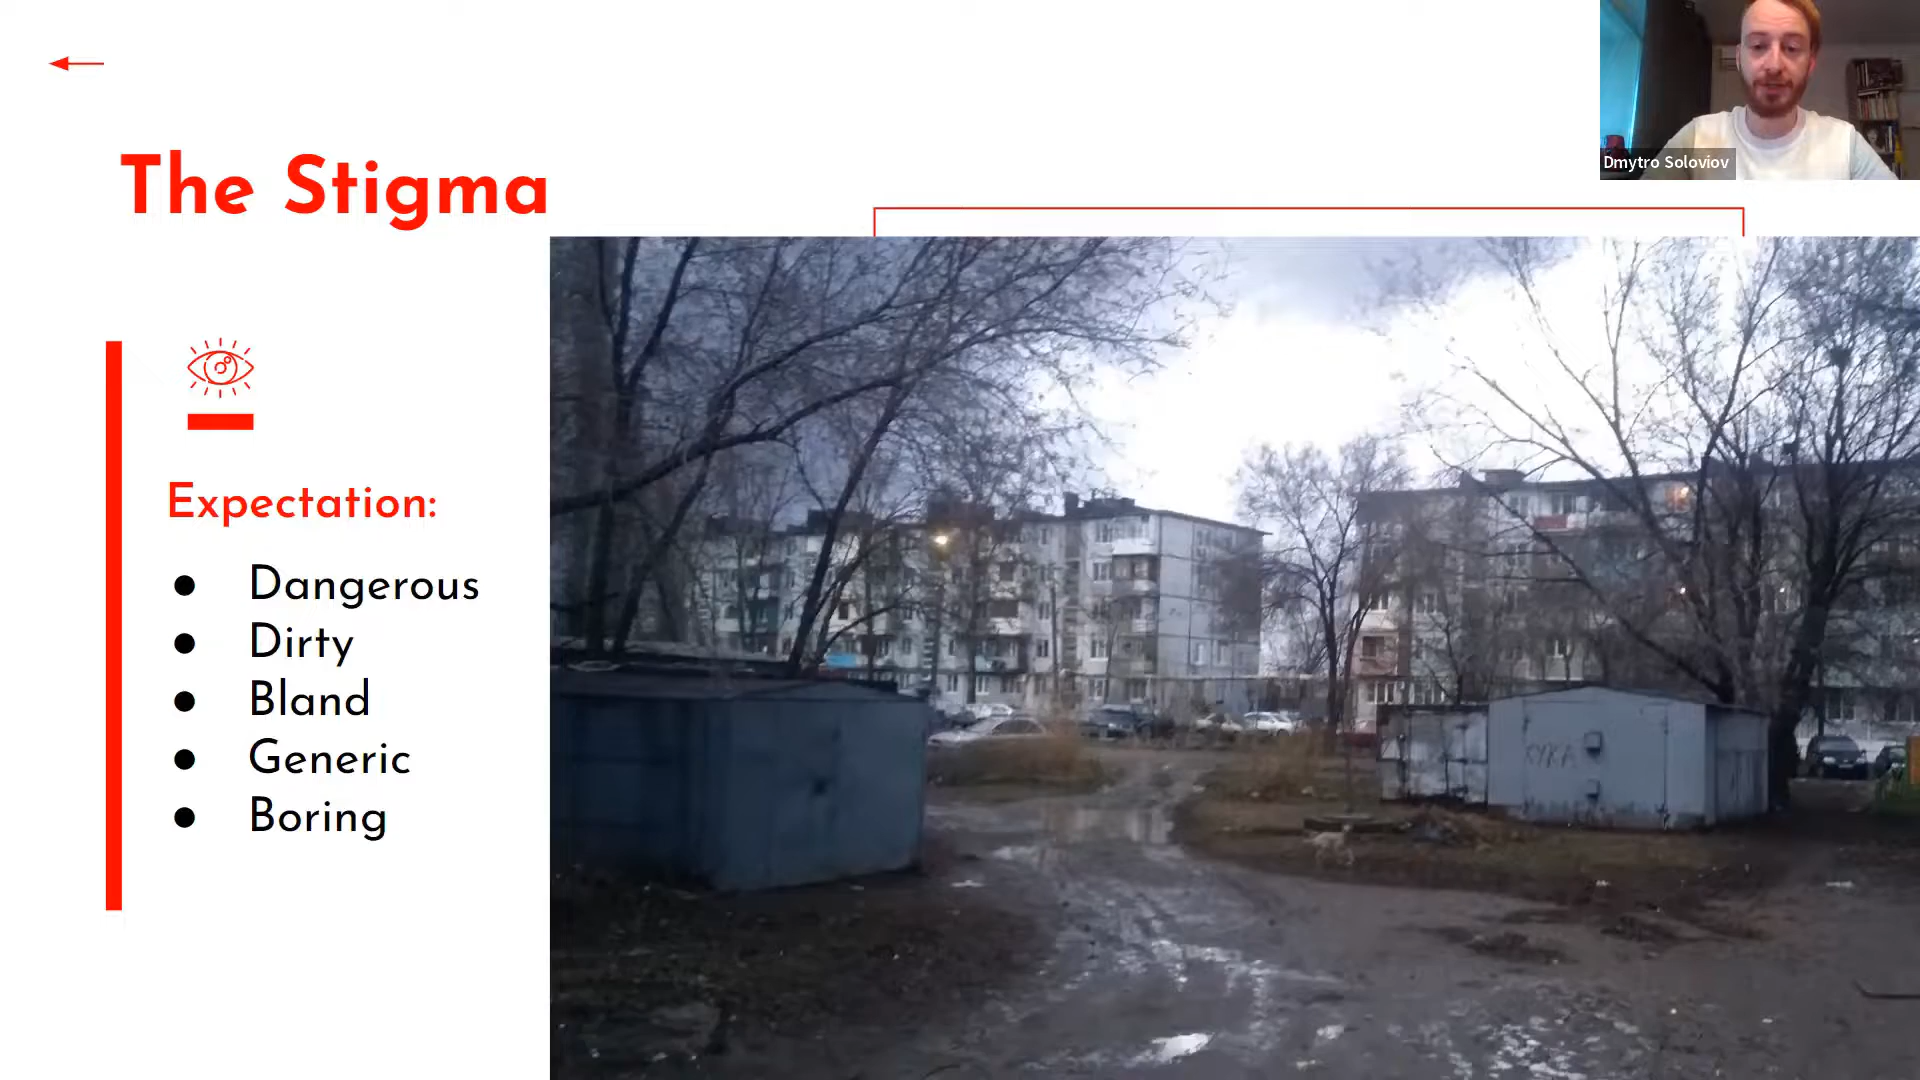 Dmytro Soloviov
The Stigma
Expectation:
● Dangerous
● Dirty
● Bland
● Generic
● Boring
СУКА